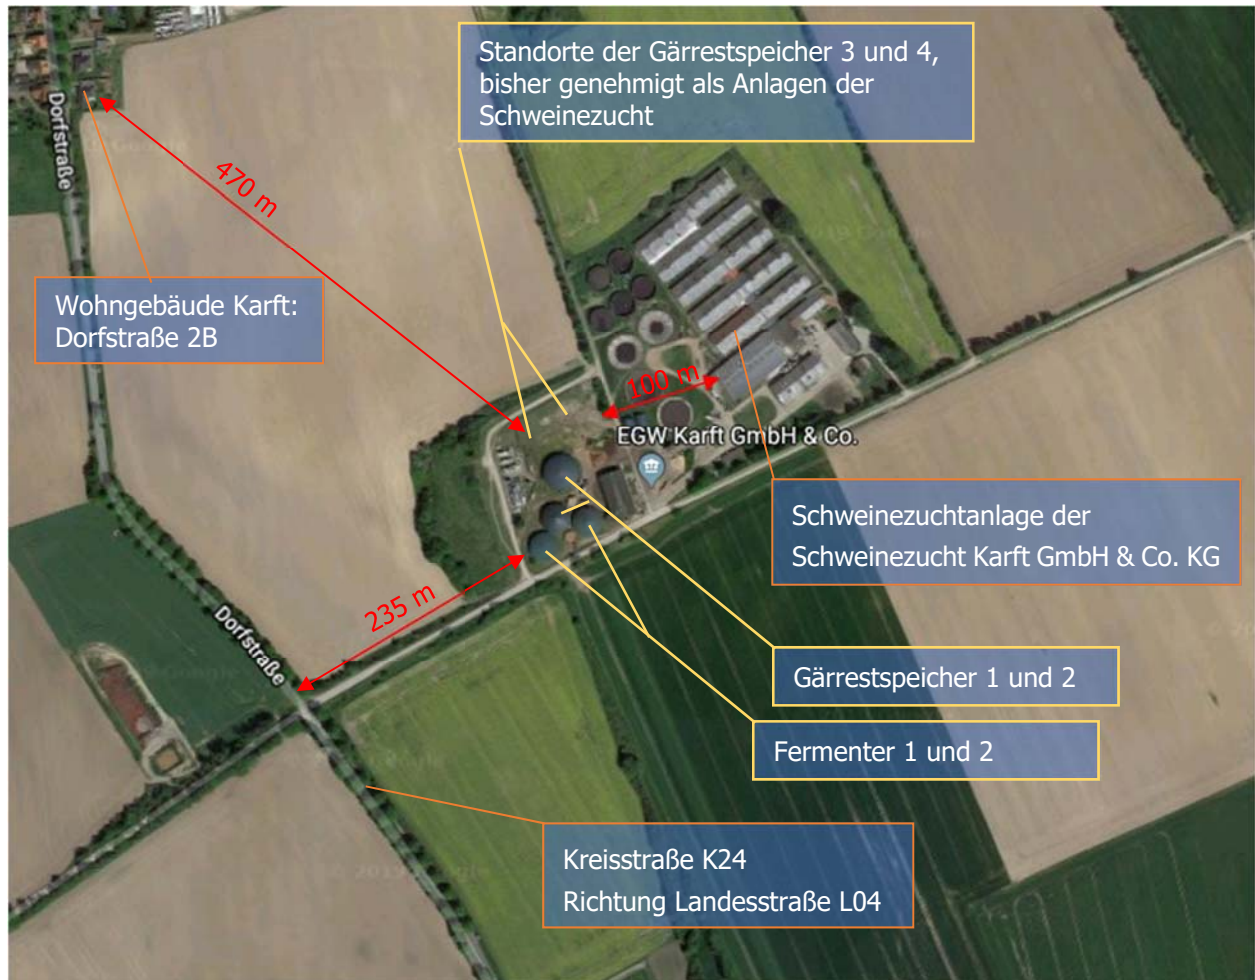 Standorte der Gärrestspeicher 3 und 4,
bisher genehmigt als Anlagen der
Schweinezucht
Dorfstraße
470 m
Wohngebäude Karft:
Dorfstraße 2B
100 m
EGW Karft GmbH & Co.
Schweinezuchtanlage der
Schweinezucht Karft GmbH & Co. KG
235 m
Dorfstraße
Gärrestspeicher 1 und 2
Fermenter 1 und 2
Kreisstraße K24
Richtung Landesstraße L04